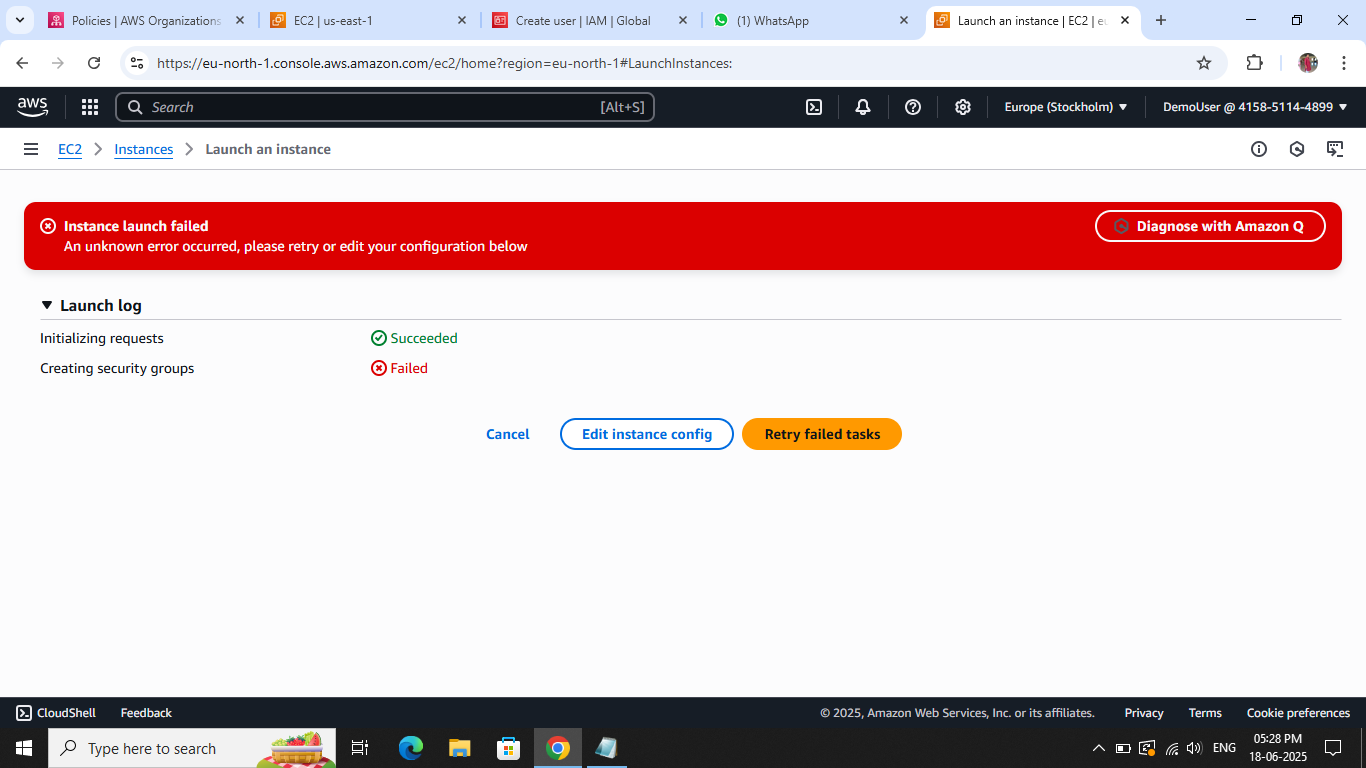 Policies | AWS Organizations
EC2 | us-east-1
Create user | IAM | Global
(1) WhatsApp
Launch an instance | EC2 | eu
https://eu-north-1.console.aws.amazon.com/ec2/home?region=eu-north-1#LaunchInstances:
aws
Search
[Alt+S]
Europe (Stockholm)
DemoUser @ 4158-5114-4899
EC2
Instances
Launch an instance
Instance launch failed
An unknown error occurred, please retry or edit your configuration below
Diagnose with Amazon Q
Launch log
Initializing requests
Succeeded
Creating security groups
Failed
Cancel
Edit instance config
Retry failed tasks
CloudShell
Feedback
© 2025, Amazon Web Services, Inc. or its affiliates.
Privacy
Terms
Cookie preferences
Type here to search
ENG
05:28 PM
18-06-2025